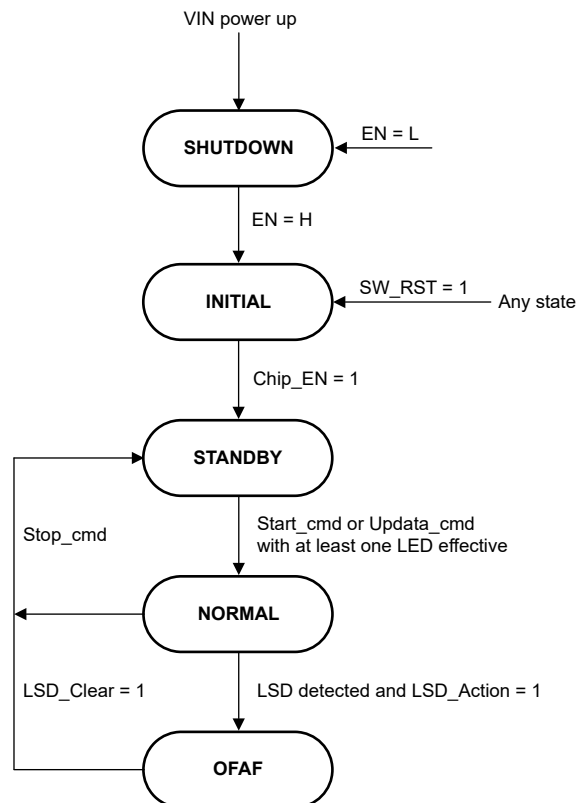 VIN power up
SHUTDOWN
EN = L
EN = H
INITIAL
SW_RST = 1
Any state
Chip_EN = 1
STANDBY
Stop_cmd
Start_cmd or Updata_cmd
with at least one LED effective
NORMAL
LSD_Clear = 1
LSD detected and LSD_Action = 1
OFAF